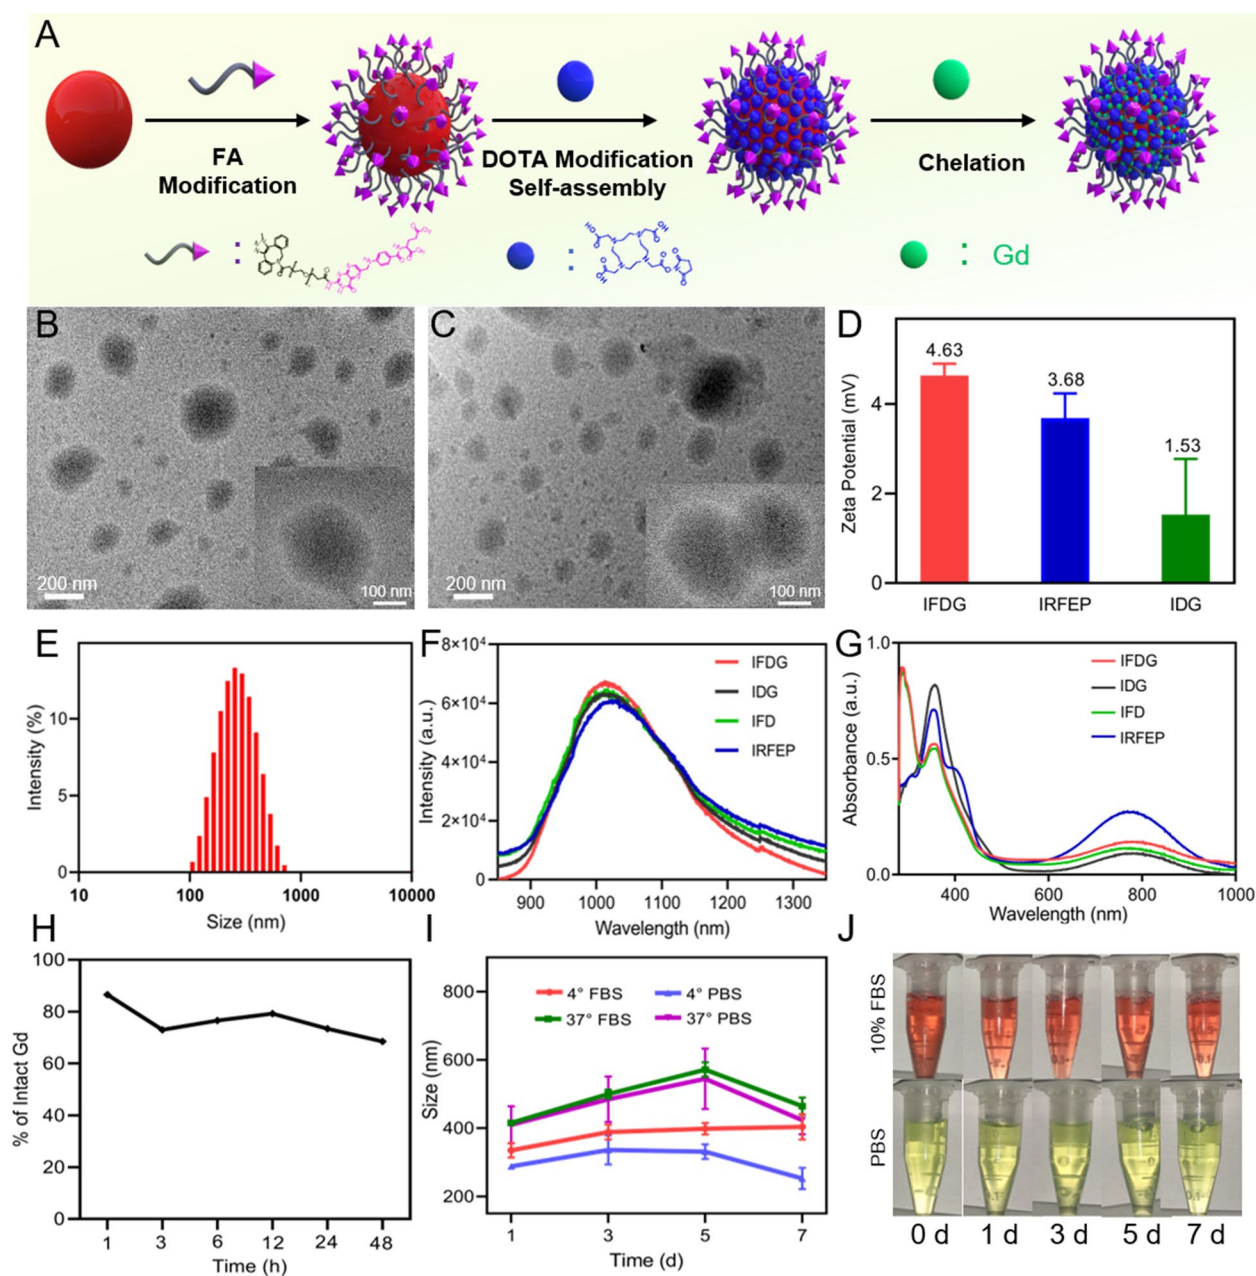 A
FA
Modification
DOTA Modification
Self-assembly
Chelation
:
:
: Gd
B
200 nm
100 nm
C
200 nm
100 nm
D
Zeta Potential (mV)
4
2
0
4.63
3.68
1.53
IFDG
IRFEP
IDG
E
Intensity (%)
10
5
0
10
100
1000
10000
Size (nm)
F
Intensity (a.u.)
8×10⁴
6×10⁴
4×10⁴
2×10⁴
0
IFDG
IDG
IFD
IRFEP
900
1000
1100
1200
1300
Wavelength (nm)
G
Absorbance (a.u.)
1.0
0.5
0.0
IFDG
IDG
IFD
IRFEP
400
600
800
1000
Wavelength (nm)
H
% of Intact Gd
100
80
60
40
20
0
1
3
6
12
24
48
Time (h)
I
Size (nm)
800
600
400
200
4° FBS
4° PBS
37° FBS
37° PBS
1
3
5
7
Time (d)
J
10% FBS
PBS
0 d
1 d
3 d
5 d
7 d